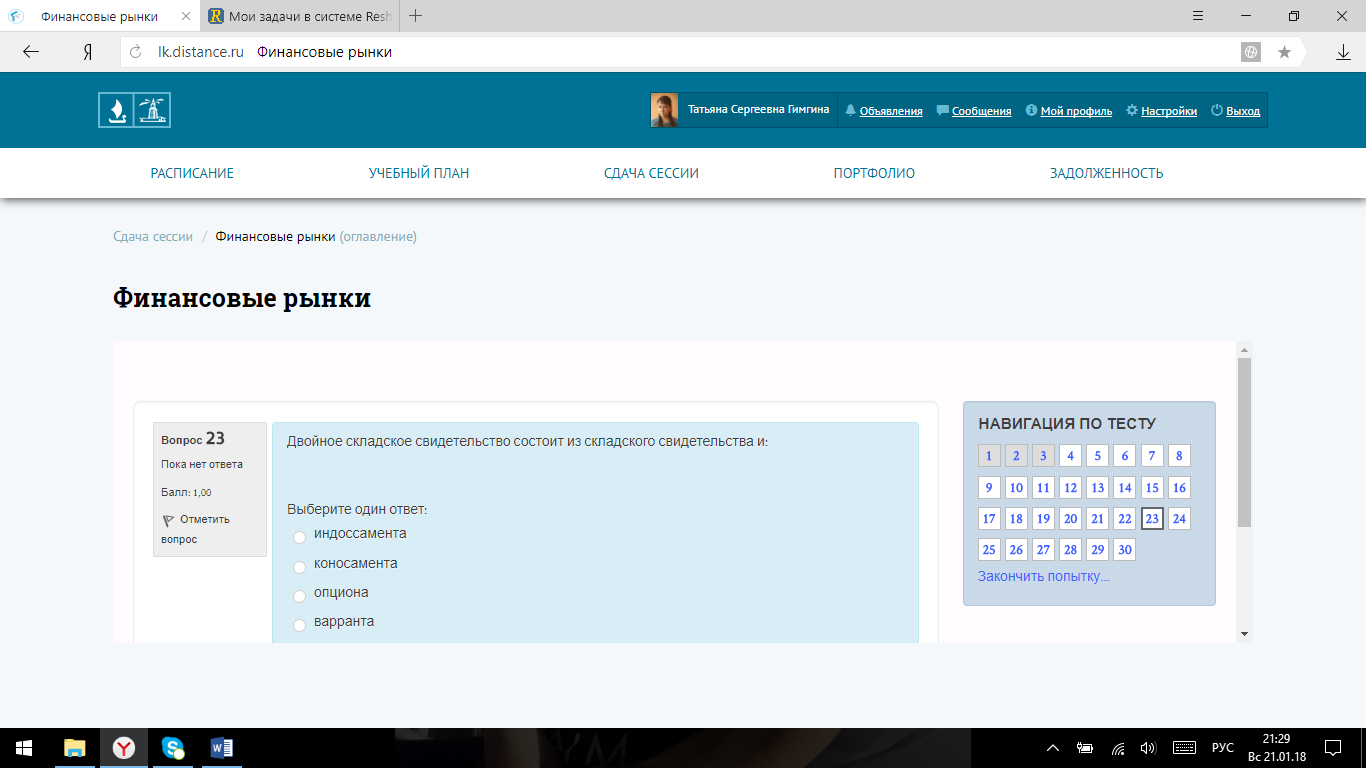 Финансовые рынки
Мои задачи в системе Resh
lk.distance.ru Финансовые рынки
Татьяна Сергеевна Гимгина Объявления Сообщения Мой профиль Настройки Выход
РАСПИСАНИЕ УЧЕБНЫЙ ПЛАН СДАЧА СЕССИИ ПОРТФОЛИО ЗАДОЛЖЕННОСТЬ
Сдача сессии / Финансовые рынки (оглавление)
Финансовые рынки
Вопрос 23
Пока нет ответа
Балл: 1,00
Отметить
вопрос
Двойное складское свидетельство состоит из складского свидетельства и:
Выберите один ответ:
индоссамента
коносамента
опциона
варранта
НАВИГАЦИЯ ПО ТЕСТУ
1 2 3 4 5 6 7 8
9 10 11 12 13 14 15 16
17 18 19 20 21 22 23 24
25 26 27 28 29 30
Закончить попытку...
РУС
21:29
Вс 21.01.18